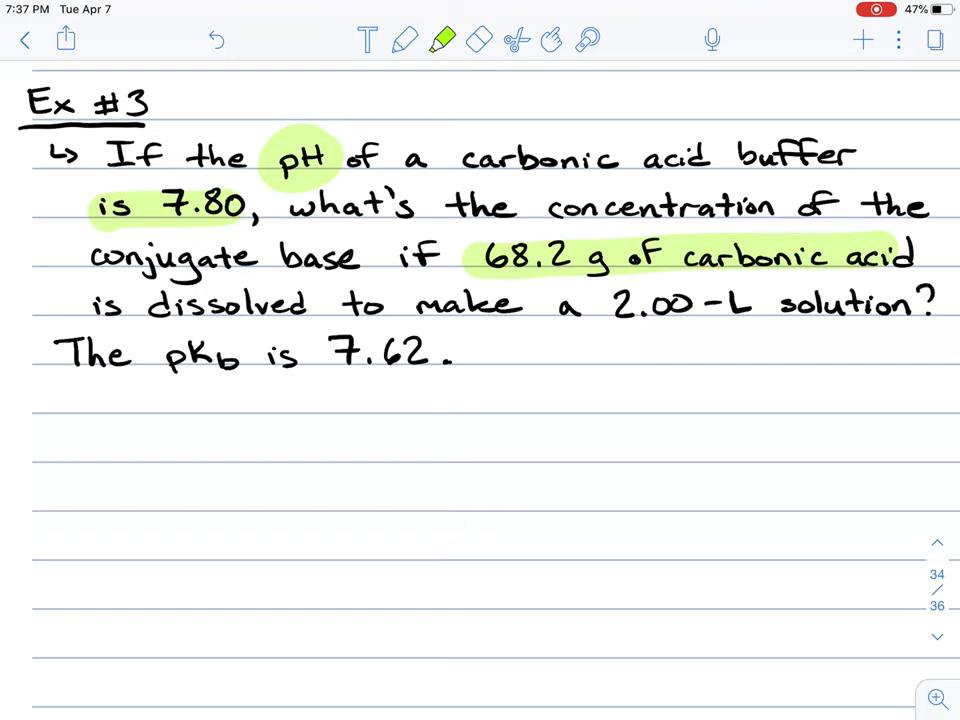 7:37 PM Tue Apr 7
47%
T
Ex #3
↳ If the pH of a carbonic acid buffer
is 7.80, what's the concentration of the
conjugate base if 68.2 g of carbonic acid
is dissolved to make a 2.00-L solution?
The pKb is 7.62.
34
/
36